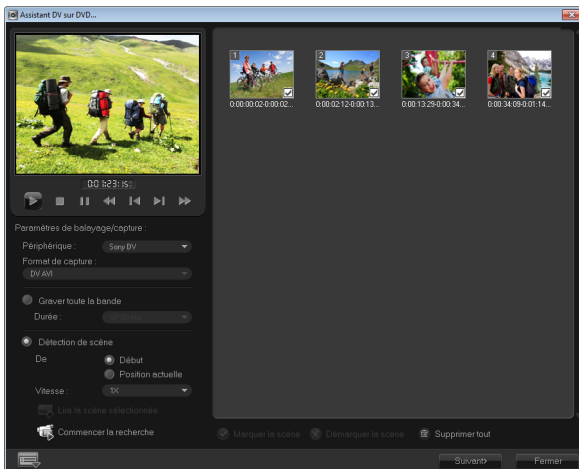 Assistant DV sur DVD...
1
2
3
4
0:00:00:02-0:00:02...
0:00:02:12-0:00:13...
0:00:13:29-0:00:34...
0:00:34:09-0:01:14...
Paramètres de balayage/capture :
Périphérique :
Sony DV
Format de capture :
DV AVI
Graver toute la bande
Durée :
Détection de scène
De
Début
Position actuelle
Vitesse :
1X
Lire la scène sélectionnée
Commencer la recherche
Marquer la scène
Démarquer la scène
Supprimer tout
Suivant>
Fermer